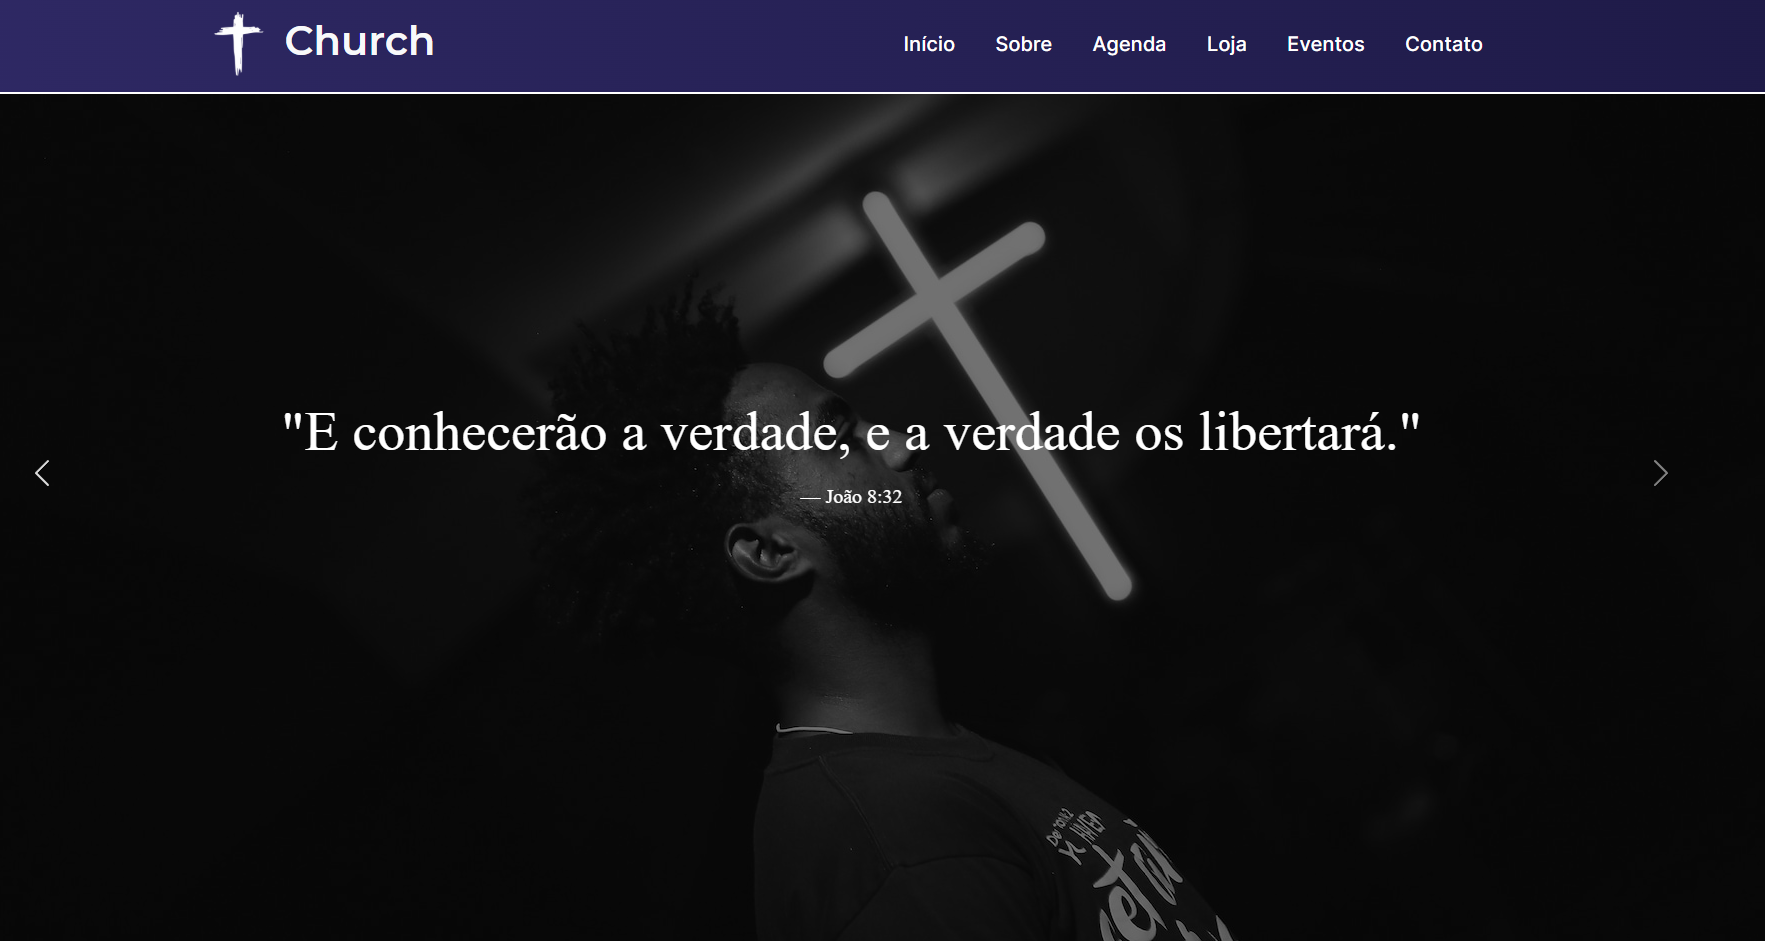 Church
Início Sobre Agenda Loja Eventos Contato
"E conhecerão a verdade, e a verdade os libertará."
— João 8:32